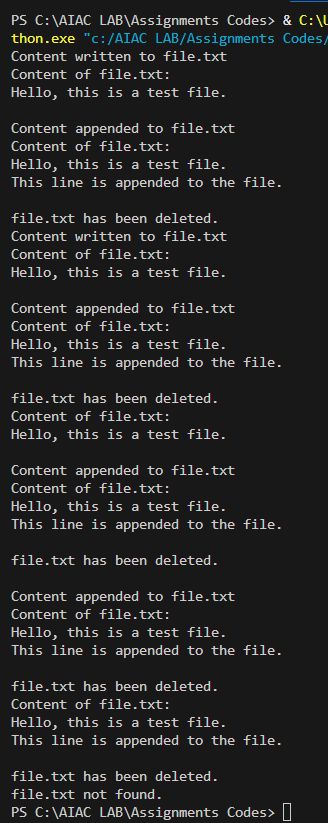 PS C:\AIAC LAB\Assignments Codes> & C:\U
thon.exe "c:/AIAC LAB/Assignments Codes/
Content written to file.txt
Content of file.txt:
Hello, this is a test file.

Content appended to file.txt
Content of file.txt:
Hello, this is a test file.
This line is appended to the file.

file.txt has been deleted.
Content written to file.txt
Content of file.txt:
Hello, this is a test file.

Content appended to file.txt
Content of file.txt:
Hello, this is a test file.
This line is appended to the file.

file.txt has been deleted.
Content of file.txt:
Hello, this is a test file.

Content appended to file.txt
Content of file.txt:
Hello, this is a test file.
This line is appended to the file.

file.txt has been deleted.

Content appended to file.txt
Content of file.txt:
Hello, this is a test file.
This line is appended to the file.

file.txt has been deleted.
Content of file.txt:
Hello, this is a test file.
This line is appended to the file.

file.txt has been deleted.
file.txt not found.
PS C:\AIAC LAB\Assignments Codes>